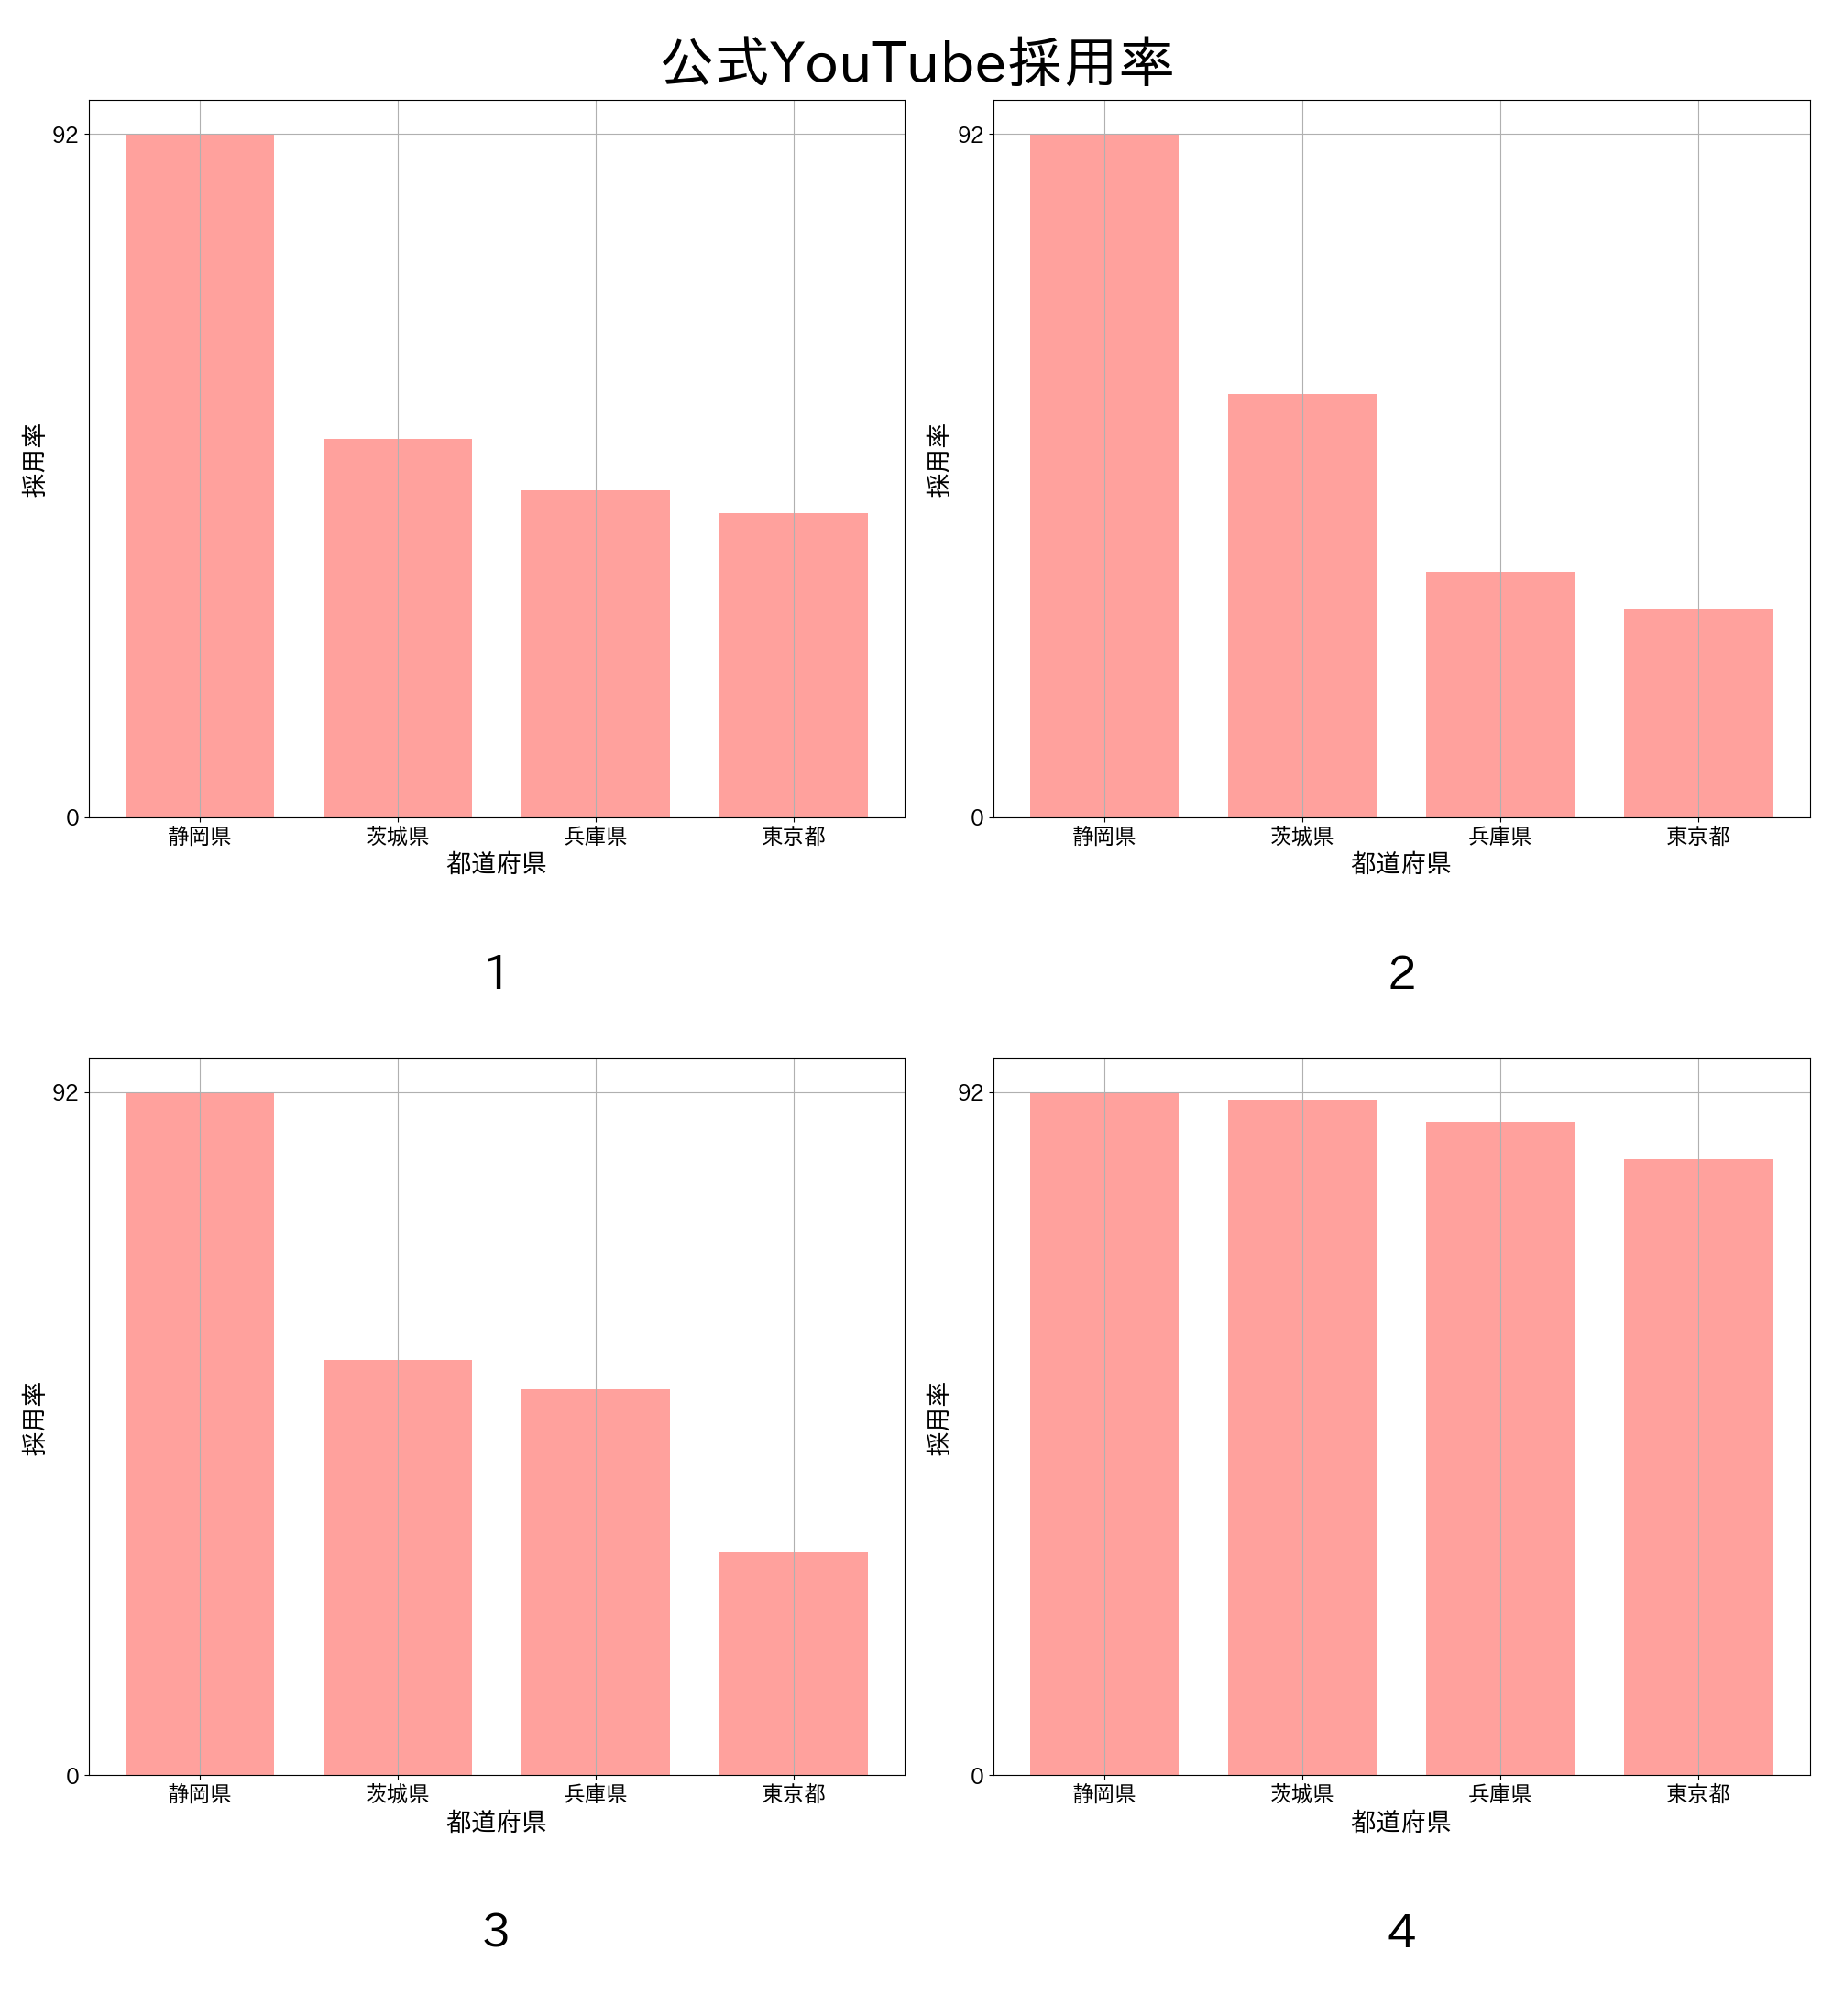 公式YouTube採用率
92
採用率
0
静岡県 茨城県 兵庫県 東京都
都道府県
1
92
採用率
0
静岡県 茨城県 兵庫県 東京都
都道府県
2
92
採用率
0
静岡県 茨城県 兵庫県 東京都
都道府県
3
92
採用率
0
静岡県 茨城県 兵庫県 東京都
都道府県
4